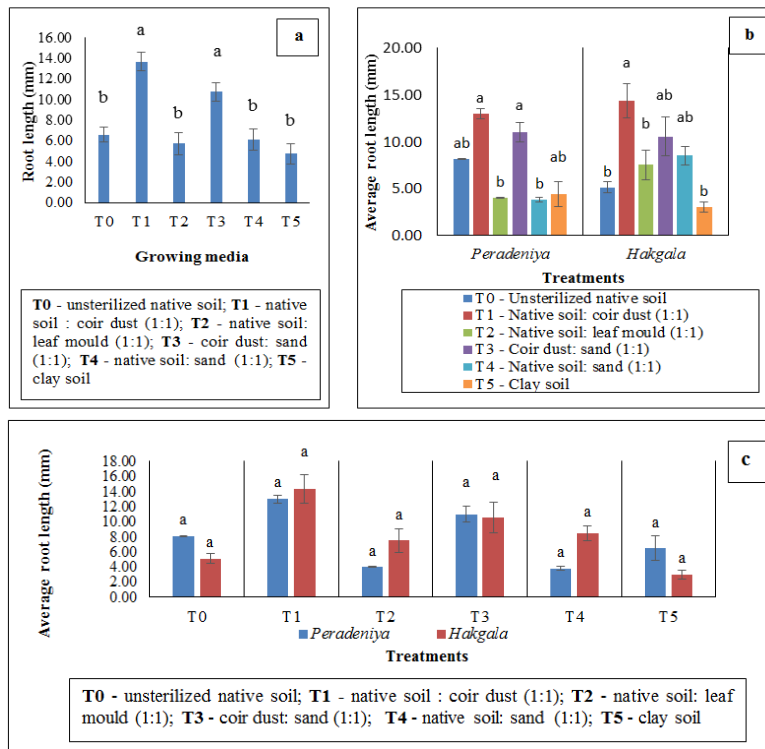 a
Root length (mm)
16.00
14.00
12.00
10.00
8.00
6.00
4.00
2.00
0.00
b a b a b b
T0 T1 T2 T3 T4 T5
Growing media
T0 - unsterilized native soil; T1 - native
soil : coir dust (1:1); T2 - native soil:
leaf mould (1:1); T3 - coir dust: sand
(1:1); T4 - native soil: sand (1:1); T5 -
clay soil
b
Average root length (mm)
20.00
15.00
10.00
5.00
0.00
ab a b a b ab b a b ab ab b
Peradeniya Hakgala
Treatments
T0 - Unsterilized native soil
T1 - Native soil: coir dust (1:1)
T2 - Native soil: leaf mould (1:1)
T3 - Coir dust: sand (1:1)
T4 - Native soil: sand (1:1)
T5 - Clay soil
c
Average root length (mm)
18.00
16.00
14.00
12.00
10.00
8.00
6.00
4.00
2.00
0.00
a a a a a a a a a a a a
T0 T1 T2 T3 T4 T5
Peradeniya Hakgala
Treatments
T0 - unsterilized native soil; T1 - native soil : coir dust (1:1); T2 - native soil: leaf
mould (1:1); T3 - coir dust: sand (1:1); T4 - native soil: sand (1:1); T5 - clay soil